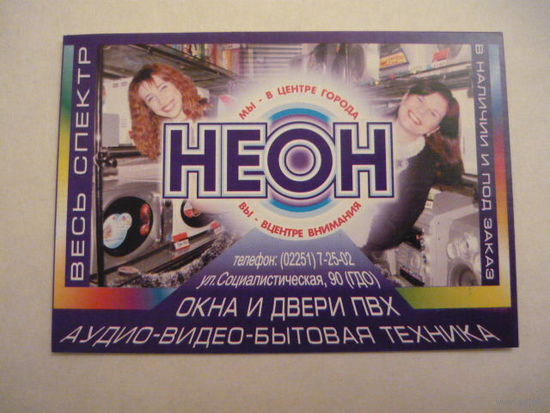 ВЕСЬ СПЕКТР
МЫ - В ЦЕНТРЕ ГОРОДА
НЕОН
ВЫ - ВЦЕНТРЕ ВНИМАНИЯ
В НАЛИЧИИ И ПОД ЗАКАЗ
телефон: (02251) 7-25-02
ул.Социалистическая, 90 (ГДО)
ОКНА И ДВЕРИ ПВХ
АУДИО-ВИДЕО-БЫТОВАЯ ТЕХНИКА